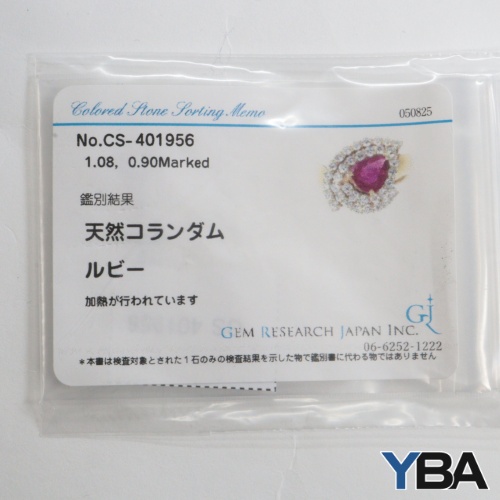 Colored Stone Sorting Memo 050825
No.CS-401956
1.08, 0.90Marked
鑑別結果
天然コランダム
ルビー
加熱が行われています
GJ
GEM RESEARCH JAPAN INC.
06-6252-1222
*本書は検査対象とされた1石のみの検査結果を示した物で鑑別書に代わる物ではありません
YBA